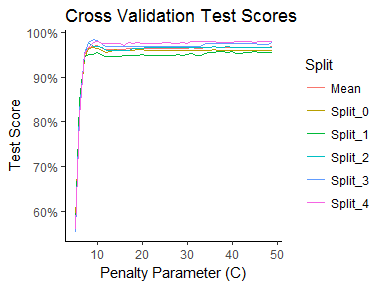 Cross Validation Test Scores
100%
90%
80%
70%
60%
Test Score
10
20
30
40
50
Penalty Parameter (C)
Split
Mean
Split_0
Split_1
Split_2
Split_3
Split_4